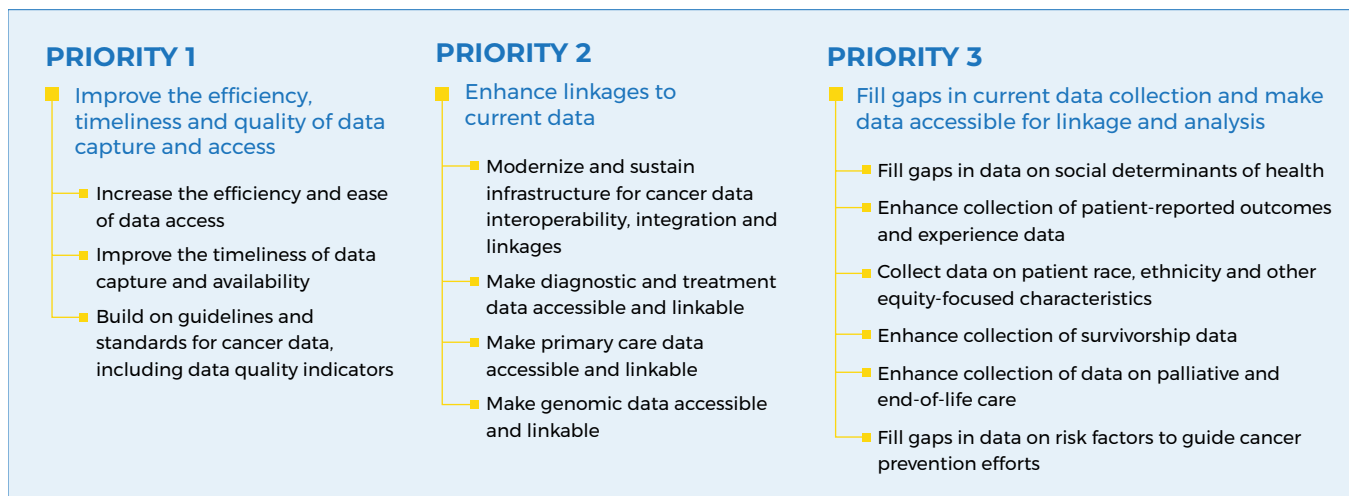 PRIORITY 1
Improve the efficiency,
timeliness and quality of data
capture and access
Increase the efficiency and ease
of data access
Improve the timeliness of data
capture and availability
Build on guidelines and
standards for cancer data,
including data quality indicators
PRIORITY 2
Enhance linkages to
current data
Modernize and sustain
infrastructure for cancer data
interoperability, integration and
linkages
Make diagnostic and treatment
data accessible and linkable
Make primary care data
accessible and linkable
Make genomic data accessible
and linkable
PRIORITY 3
Fill gaps in current data collection and make
data accessible for linkage and analysis
Fill gaps in data on social determinants of health
Enhance collection of patient-reported outcomes
and experience data
Collect data on patient race, ethnicity and other
equity-focused characteristics
Enhance collection of survivorship data
Enhance collection of data on palliative and
end-of-life care
Fill gaps in data on risk factors to guide cancer
prevention efforts